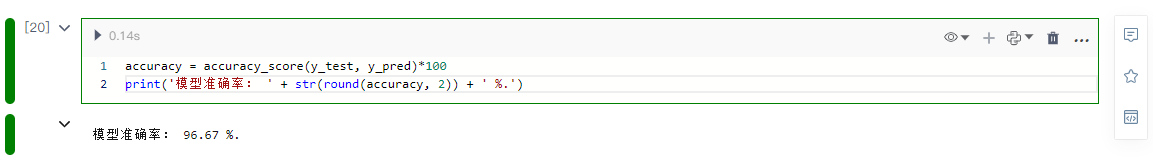 [20]
0.14s
1 accuracy = accuracy_score(y_test, y_pred)*100
2 print('模型准确率： ' + str(round(accuracy, 2)) + ' %.')
模型准确率： 96.67 %.